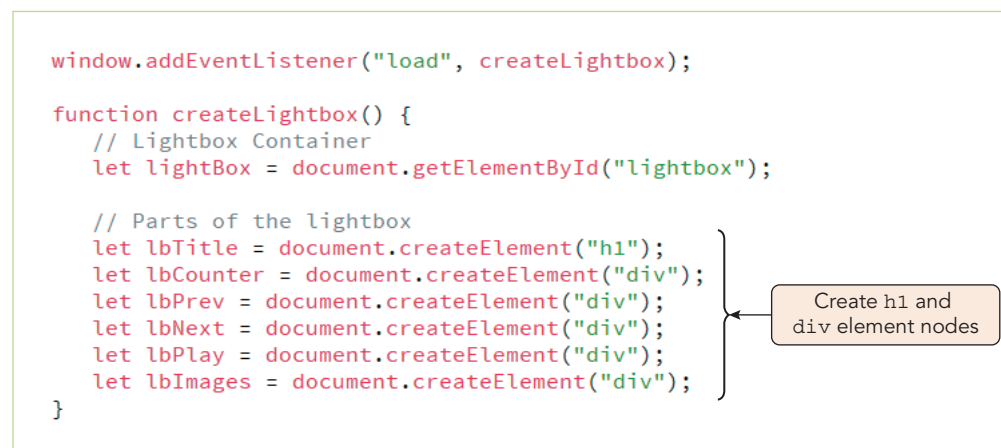 window.addEventListener("load", createLightbox);
function createLightbox() {
// Lightbox Container
let lightBox = document.getElementById("lightbox");
// Parts of the lightbox
let lbTitle = document.createElement("h1");
let lbCounter = document.createElement("div");
let lbPrev = document.createElement("div");
let lbNext = document.createElement("div");
let lbPlay = document.createElement("div");
let lbImages = document.createElement("div");
}
Create h1 and
div element nodes